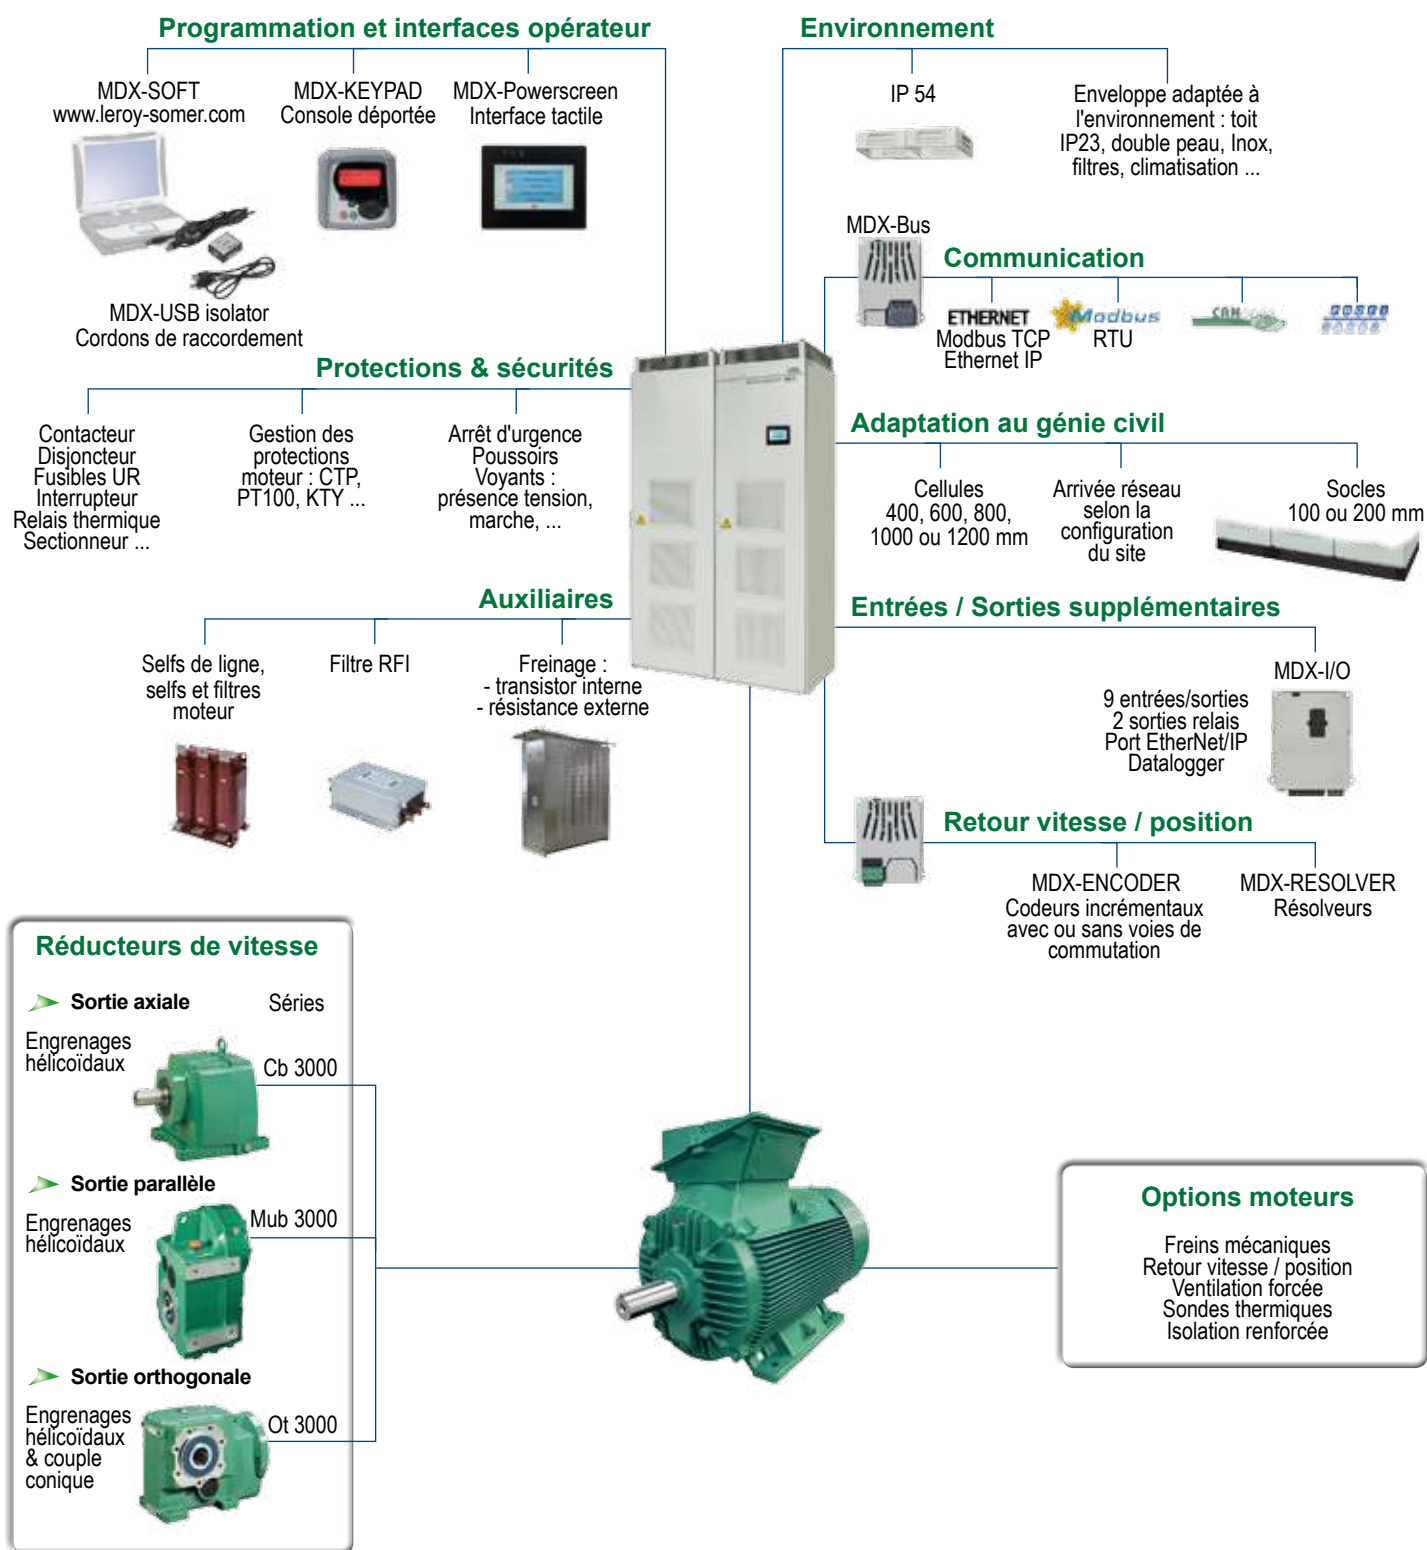 Programmation et interfaces opérateur
MDX-SOFT
www.leroy-somer.com
MDX-KEYPAD
Console déportée
MDX-Powerscreen
Interface tactile
MDX-USB isolator
Cordons de raccordement
Environnement
IP 54
Enveloppe adaptée à
l'environnement : toit
IP23, double peau, Inox,
filtres, climatisation ...
MDX-Bus
Communication
ETHERNET
Modbus TCP
Ethernet IP
Modbus
RTU
CAN
Protections & sécurités
Contacteur
Disjoncteur
Fusibles UR
Interrupteur
Relais thermique
Sectionneur ...
Gestion des
protections
moteur : CTP,
PT100, KTY ...
Arrêt d'urgence
Poussoirs
Voyants :
présence tension,
marche, ...
Adaptation au génie civil
Cellules
400, 600, 800,
1000 ou 1200 mm
Arrivée réseau
selon la
configuration
du site
Socles
100 ou 200 mm
Auxiliaires
Selfs de ligne,
selfs et filtres
moteur
Filtre RFI
Freinage :
- transistor interne
- résistance externe
Entrées / Sorties supplémentaires
MDX-I/O
9 entrées/sorties
2 sorties relais
Port EtherNet/IP
Datalogger
Retour vitesse / position
MDX-ENCODER
Codeurs incrémentaux
avec ou sans voies de
commutation
MDX-RESOLVER
Résolveurs
Réducteurs de vitesse
Sortie axiale
Séries
Engrenages
hélicoïdaux
Cb 3000
Sortie parallèle
Engrenages
hélicoïdaux
Mub 3000
Sortie orthogonale
Engrenages
hélicoïdaux
& couple
conique
Ot 3000
Options moteurs
Freins mécaniques
Retour vitesse / position
Ventilation forcée
Sondes thermiques
Isolation renforcée